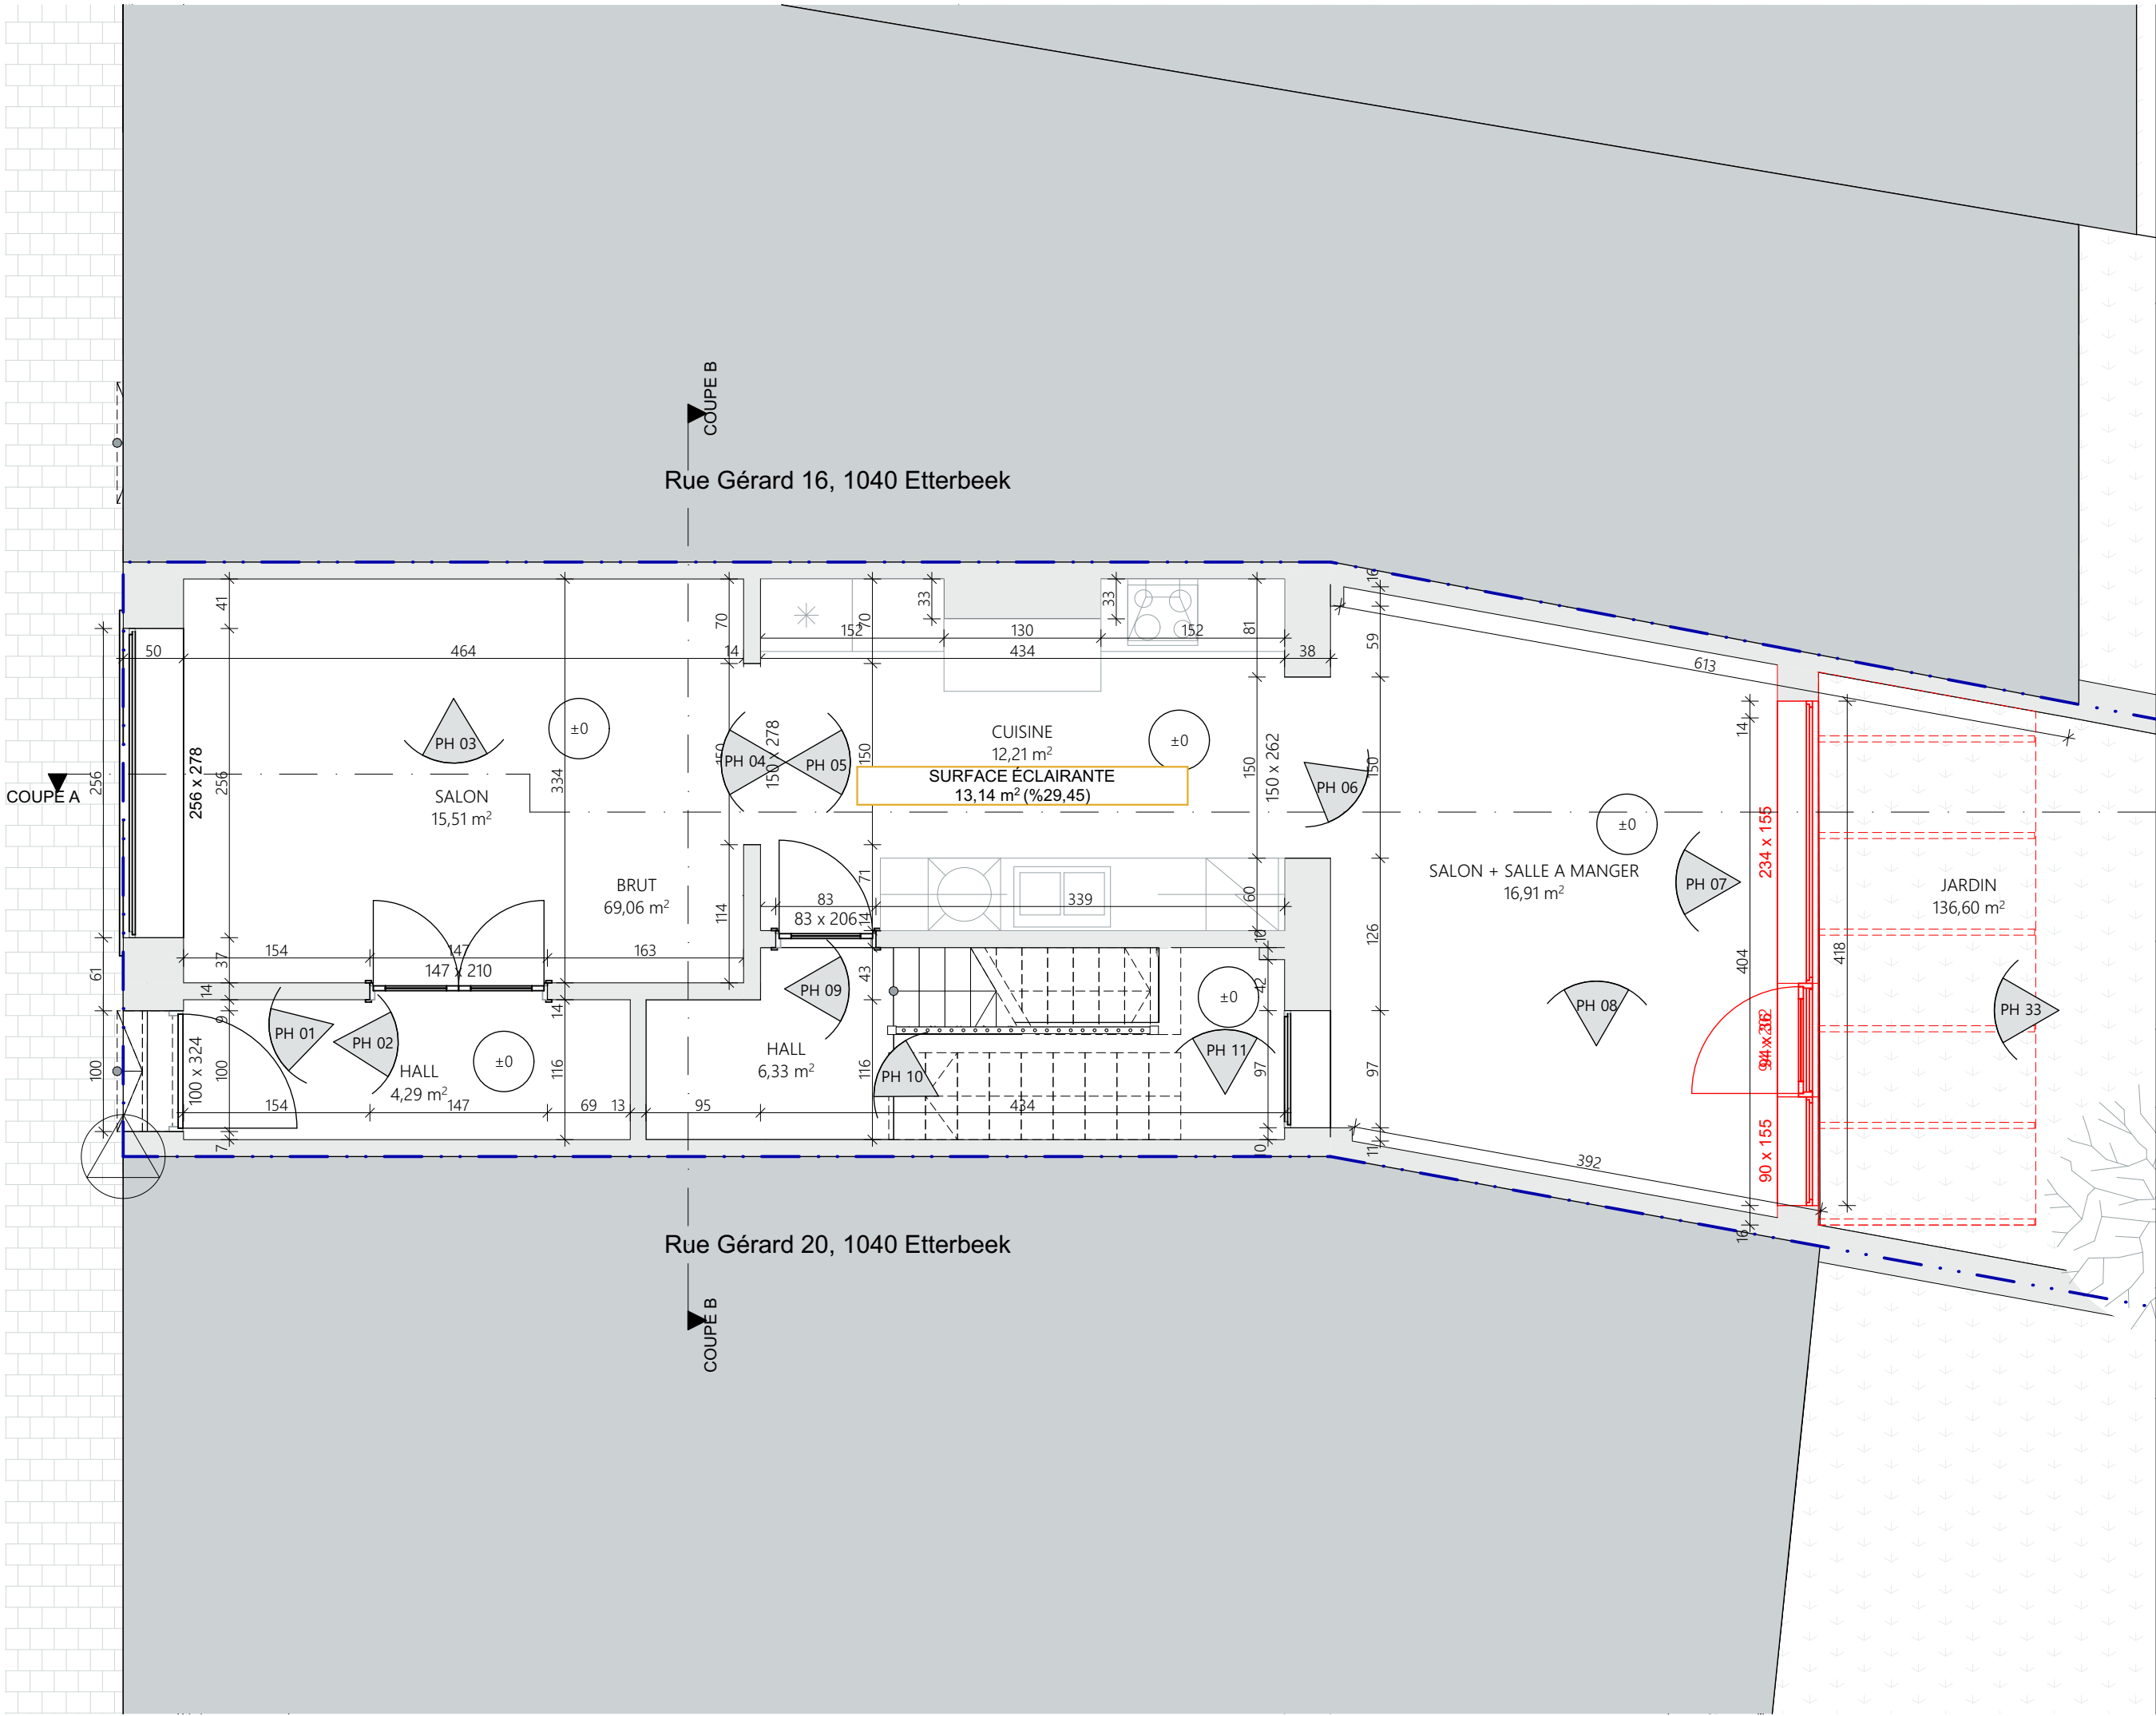 COUPE B
Rue Gérard 16, 1040 Etterbeek
41
70
152
70
33
130
33
152
81
16
59
50
464
14
434
38
613
256
256 x 278
256
PH 03
±0
334
150
PH 04
150 x 278
PH 05
150
CUISINE
12,21 m²
±0
SURFACE ÉCLAIRANTE
13,14 m² (%29,45)
150
150 x 262
PH 06
150
±0
14
234 x 155
COUPE A
SALON
15,51 m²
BRUT
69,06 m²
114
71
83
83 x 206
14
339
60
SALON + SALLE A MANGER
16,91 m²
PH 07
JARDIN
136,60 m²
61
37
154
147
147 x 210
163
43
PH 09
10
42
±0
126
404
418
PH 08
PH 33
14
9
PH 01
PH 02
14
±0
100
100 x 324
100
HALL
4,29 m²
116
HALL
6,33 m²
116
PH 10
PH 11
97
97
154
147
69
13
95
434
7
10
11
392
90 x 155
16
Rue Gérard 20, 1040 Etterbeek
COUPE B